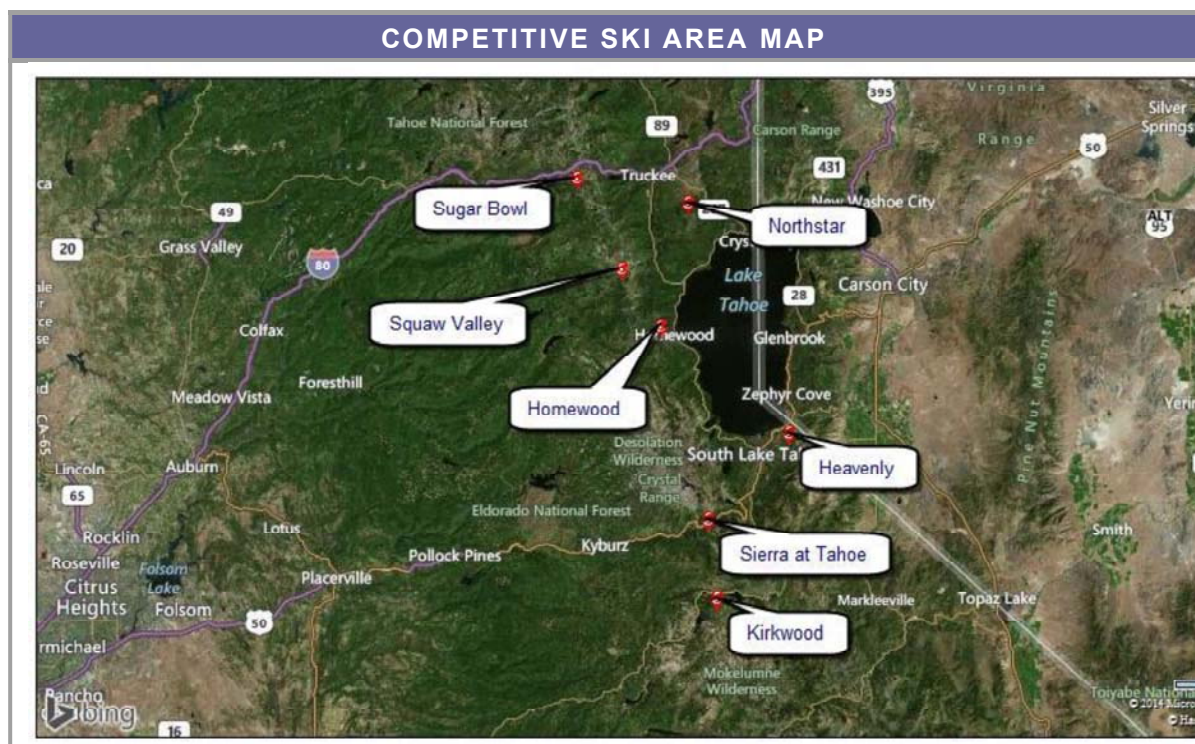 COMPETITIVE SKI AREA MAP
Virginia
395
Silver
Springs
Tahoe National Forest
89
Carson Range
Range
50
431
Truckee
Sugar Bowl
New Washoe City
49
Northstar
ALT
95
20
Grass Valley
80
Lake
Tahoe
28
Carson City
Squaw Valley
Colfax
Homewood
Glenbrook
Pine Nut Mountains
Foresthill
Meadow Vista
Zephyr Cove
Homewood
CA-65
Desolation
Wilderness
South Lake
Heavenly
Lincoln
Auburn
Crystal
Range
65
Eldorado National Forest
Lotus
Rocklin
Kyburz
Sierra at Tahoe
Smith
Roseville
Pollock Pines
Folsom
Lake
Placerville
Citrus
Heights
Folsom
Markleeville
Topaz Lake
50
Kirkwood
Mokelumne
Wilderness
Rancho
bing
16
Toiyabe
© 2014